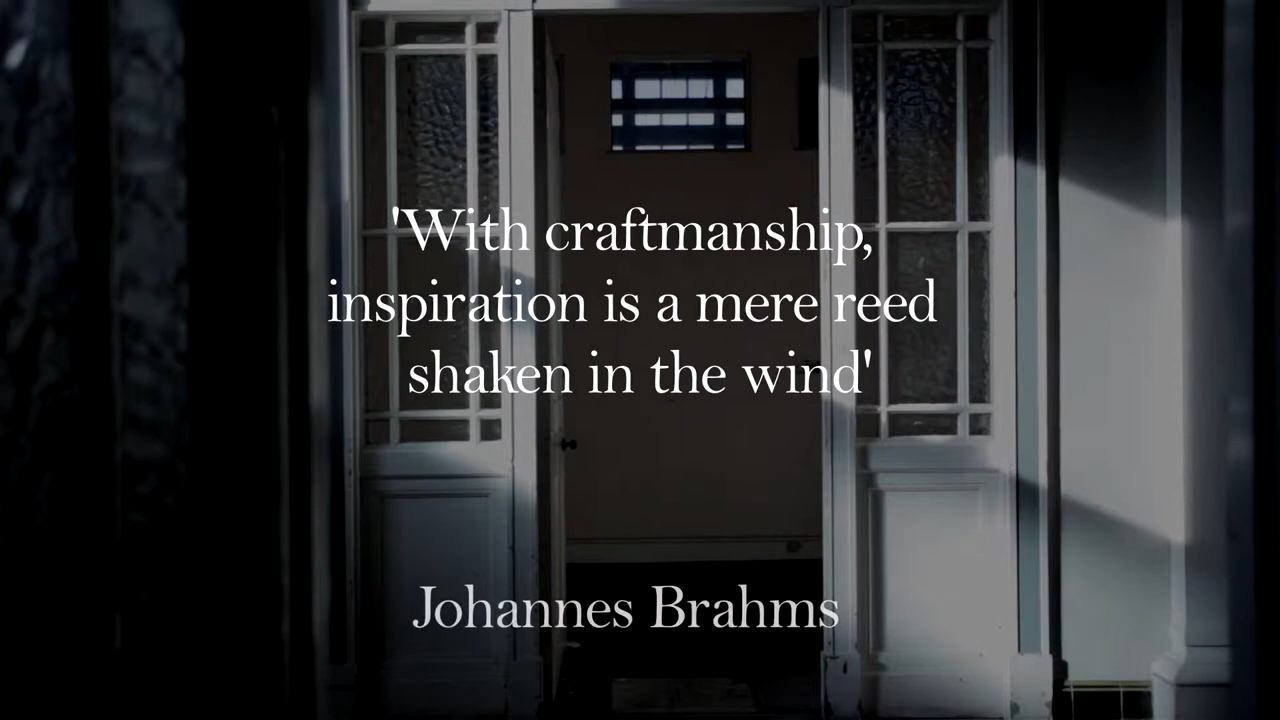 'With craftmanship,
inspiration is a mere reed
shaken in the wind'
Johannes Brahms